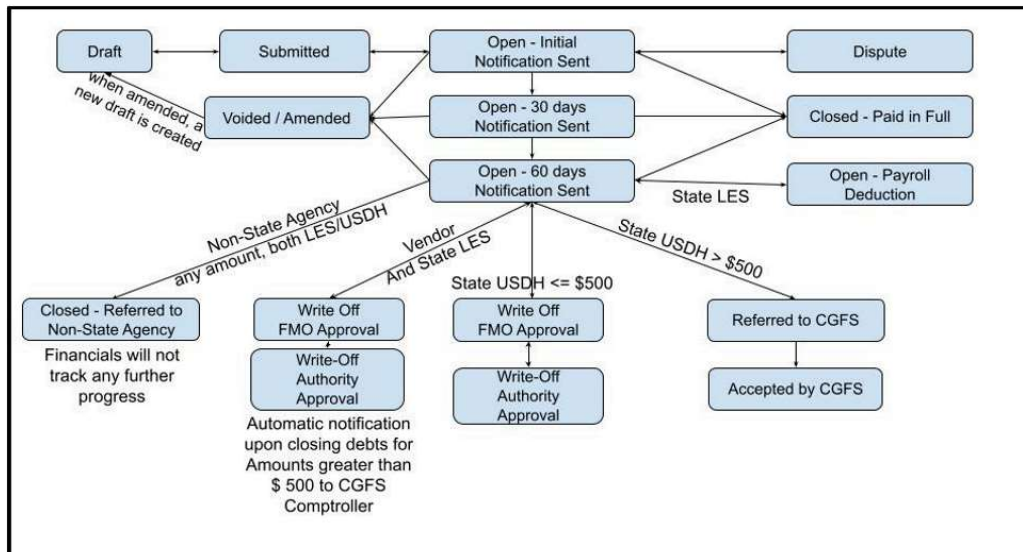 Draft
Submitted
Open - Initial
Notification Sent
Dispute
when amended, a
new draft is created
Voided / Amended
Open - 30 days
Notification Sent
Closed - Paid in Full
Open - 60 days
Notification Sent
State LES
Open - Payroll
Deduction
Non-State Agency
any amount, both LES/USDH
Vendor
And State LES
State USDH <= $500
State USDH > $500
Closed - Referred to
Non-State Agency
Financials will not
track any further
progress
Write Off
FMO Approval
Write-Off
Authority
Approval
Automatic notification
upon closing debts for
Amounts greater than
$ 500 to CGFS
Comptroller
Write Off
FMO Approval
Write-Off
Authority
Approval
Referred to CGFS
Accepted by CGFS